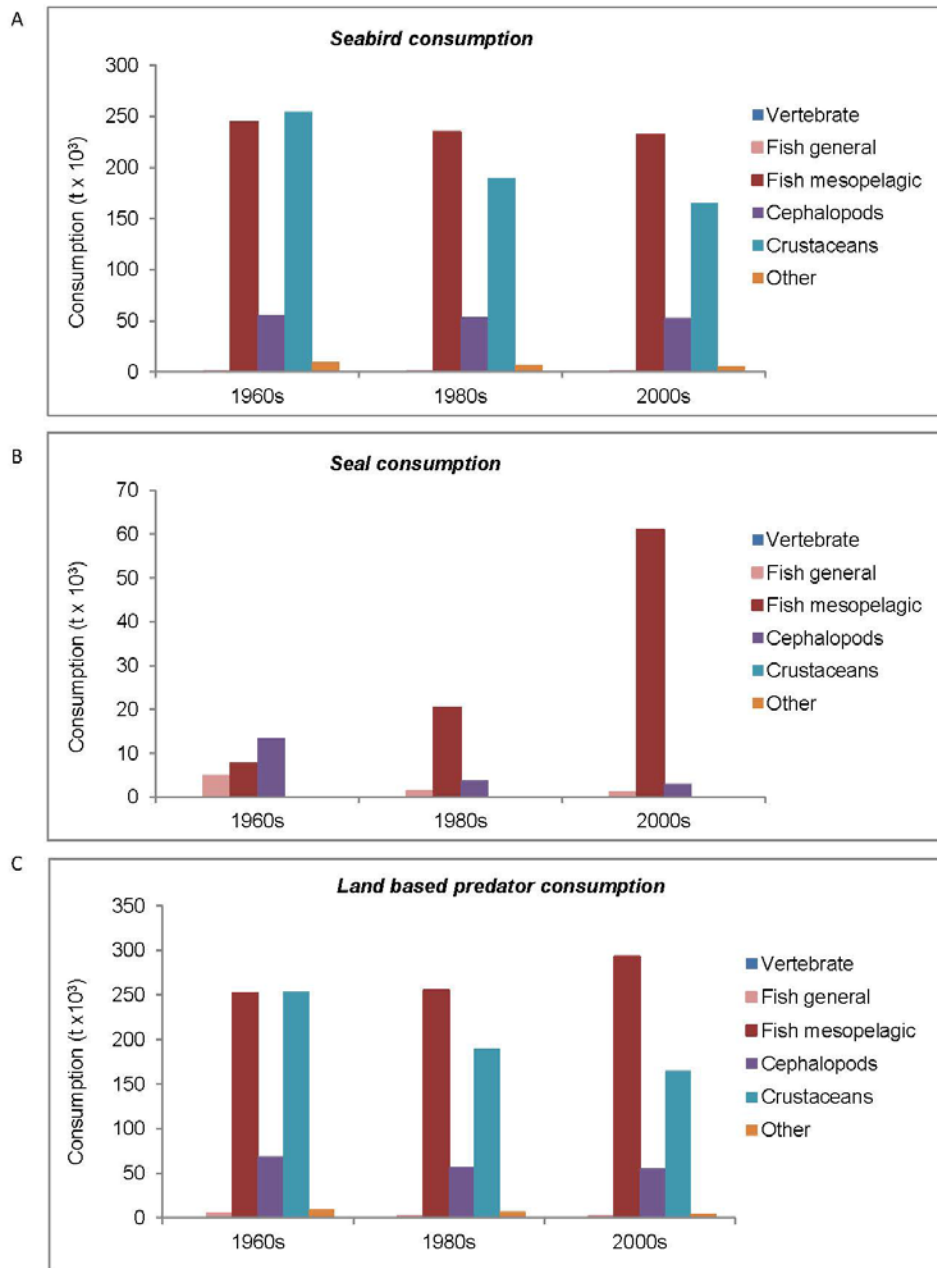 A
Seabird consumption
Consumption (t x 10³)
300
250
200
150
100
50
0
1960s
1980s
2000s
Vertebrate
Fish general
Fish mesopelagic
Cephalopods
Crustaceans
Other
B
Seal consumption
Consumption (t x 10³)
70
60
50
40
30
20
10
0
1960s
1980s
2000s
Vertebrate
Fish general
Fish mesopelagic
Cephalopods
Crustaceans
Other
C
Land based predator consumption
Consumption (t x10³)
350
300
250
200
150
100
50
0
1960s
1980s
2000s
Vertebrate
Fish general
Fish mesopelagic
Cephalopods
Crustaceans
Other